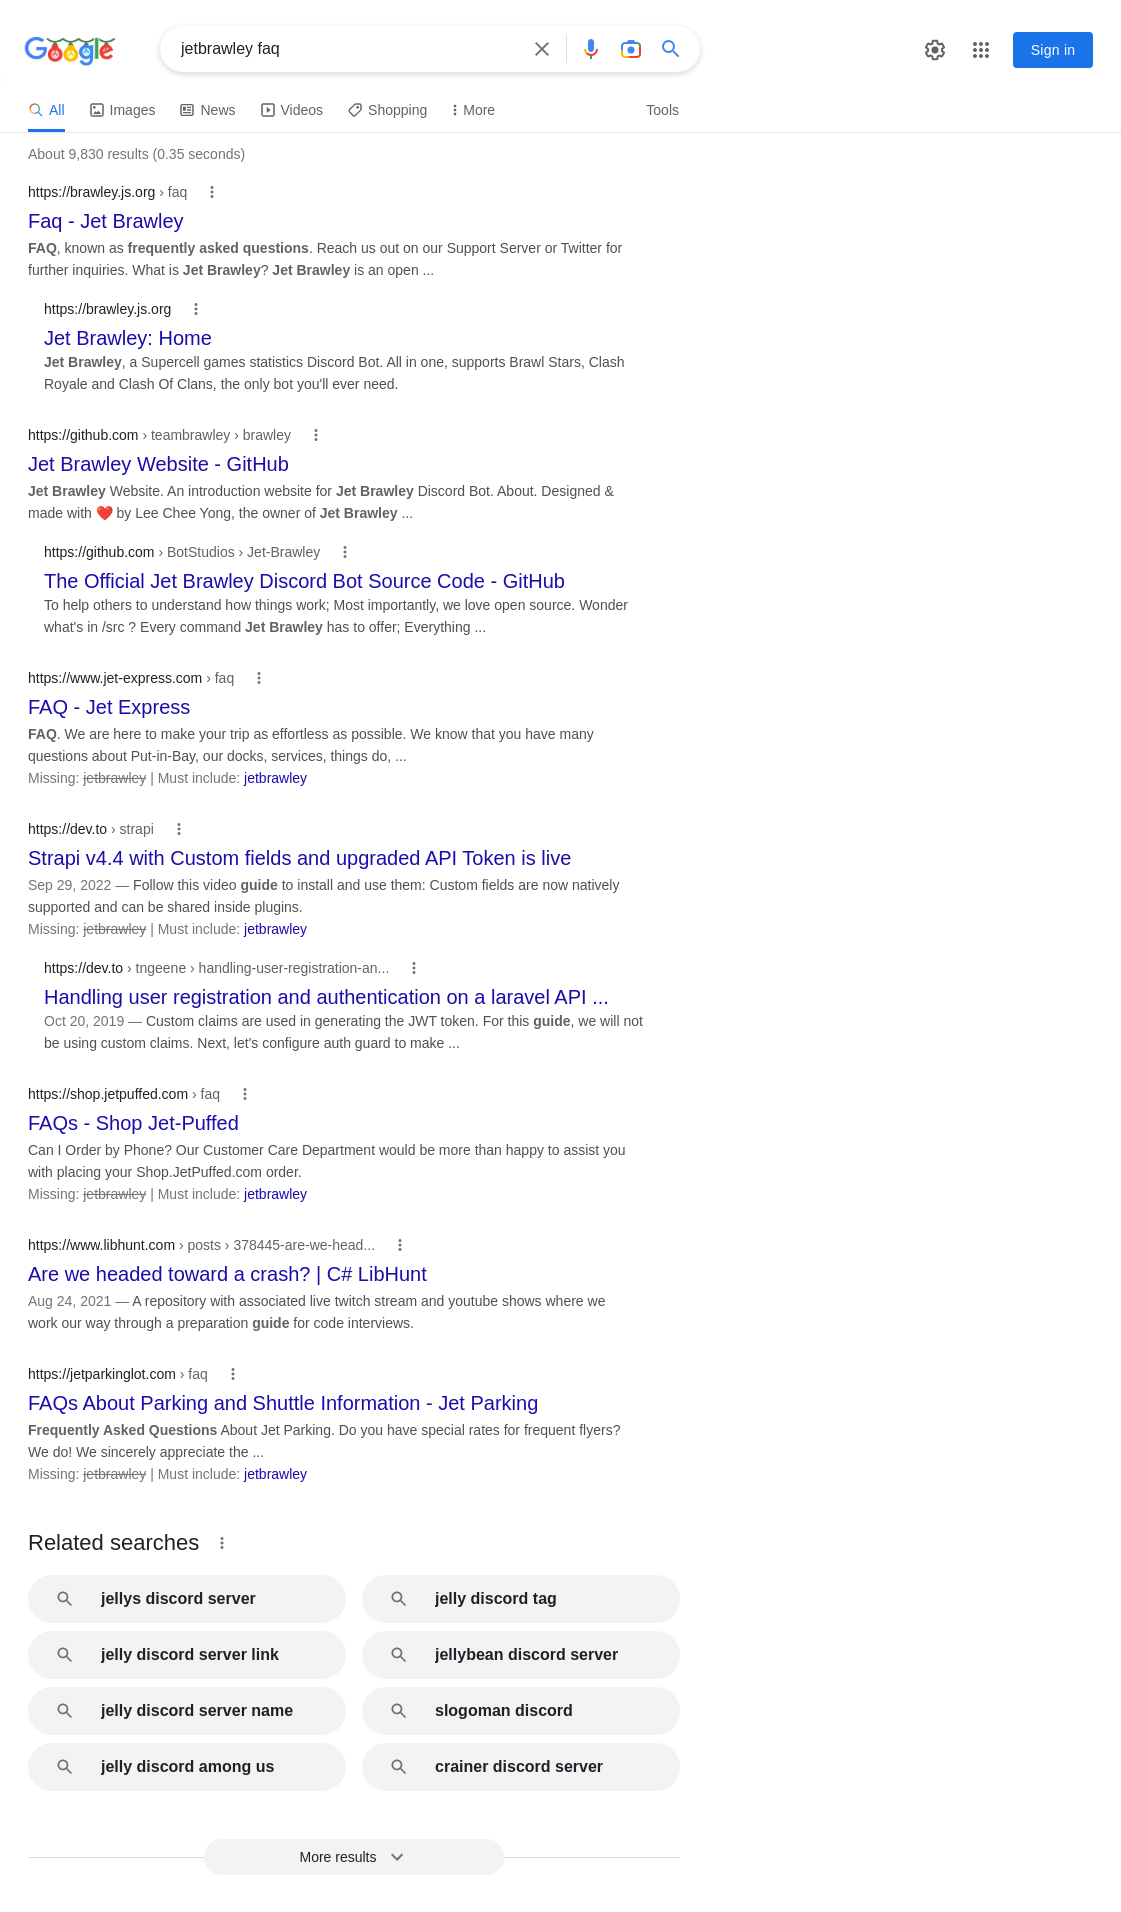 Google
jetbrawley faq
Sign in
All
Images
News
Videos
Shopping
More
Tools
About 9,830 results (0.35 seconds)
https://brawley.js.org › faq
Faq - Jet Brawley
FAQ, known as frequently asked questions. Reach us out on our Support Server or Twitter for
further inquiries. What is Jet Brawley? Jet Brawley is an open ...
https://brawley.js.org
Jet Brawley: Home
Jet Brawley, a Supercell games statistics Discord Bot. All in one, supports Brawl Stars, Clash
Royale and Clash Of Clans, the only bot you'll ever need.
https://github.com › teambrawley › brawley
Jet Brawley Website - GitHub
Jet Brawley Website. An introduction website for Jet Brawley Discord Bot. About. Designed &
made with ❤️ by Lee Chee Yong, the owner of Jet Brawley ...
https://github.com › BotStudios › Jet-Brawley
The Official Jet Brawley Discord Bot Source Code - GitHub
To help others to understand how things work; Most importantly, we love open source. Wonder
what's in /src ? Every command Jet Brawley has to offer; Everything ...
https://www.jet-express.com › faq
FAQ - Jet Express
FAQ. We are here to make your trip as effortless as possible. We know that you have many
questions about Put-in-Bay, our docks, services, things do, ...
Missing: jetbrawley | Must include: jetbrawley
https://dev.to › strapi
Strapi v4.4 with Custom fields and upgraded API Token is live
Sep 29, 2022 — Follow this video guide to install and use them: Custom fields are now natively
supported and can be shared inside plugins.
Missing: jetbrawley | Must include: jetbrawley
https://dev.to › tngeene › handling-user-registration-an...
Handling user registration and authentication on a laravel API ...
Oct 20, 2019 — Custom claims are used in generating the JWT token. For this guide, we will not
be using custom claims. Next, let's configure auth guard to make ...
https://shop.jetpuffed.com › faq
FAQs - Shop Jet-Puffed
Can I Order by Phone? Our Customer Care Department would be more than happy to assist you
with placing your Shop.JetPuffed.com order.
Missing: jetbrawley | Must include: jetbrawley
https://www.libhunt.com › posts › 378445-are-we-head...
Are we headed toward a crash? | C# LibHunt
Aug 24, 2021 — A repository with associated live twitch stream and youtube shows where we
work our way through a preparation guide for code interviews.
https://jetparkinglot.com › faq
FAQs About Parking and Shuttle Information - Jet Parking
Frequently Asked Questions About Jet Parking. Do you have special rates for frequent flyers?
We do! We sincerely appreciate the ...
Missing: jetbrawley | Must include: jetbrawley
Related searches
jellys discord server
jelly discord tag
jelly discord server link
jellybean discord server
jelly discord server name
slogoman discord
jelly discord among us
crainer discord server
More results